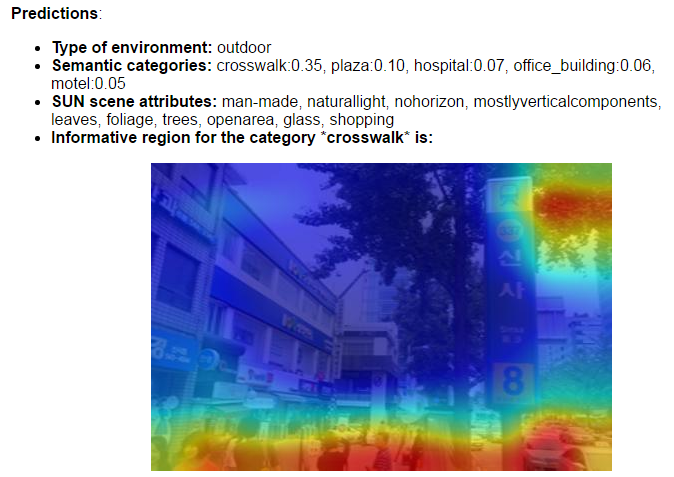 Predictions:
Type of environment: outdoor
Semantic categories: crosswalk:0.35, plaza:0.10, hospital:0.07, office_building:0.06,
motel:0.05
SUN scene attributes: man-made, naturallight, nohorizon, mostlyverticalcomponents,
leaves, foliage, trees, openarea, glass, shopping
Informative region for the category *crosswalk* is:
신
사
8